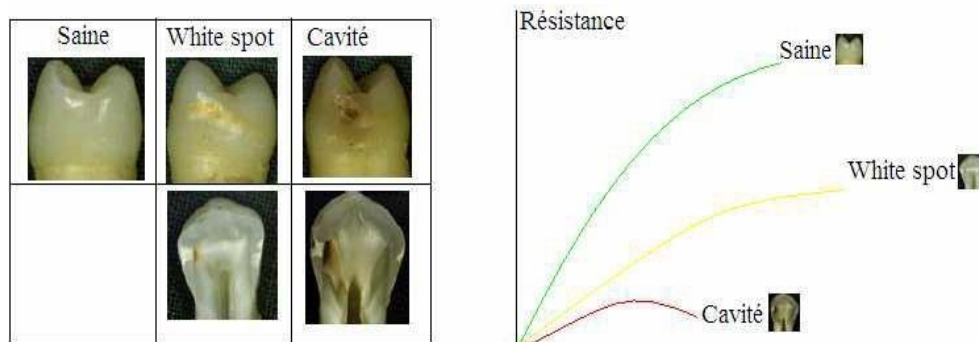 Saine
White spot
Cavité
Résistance
Saine
White spot
Cavité